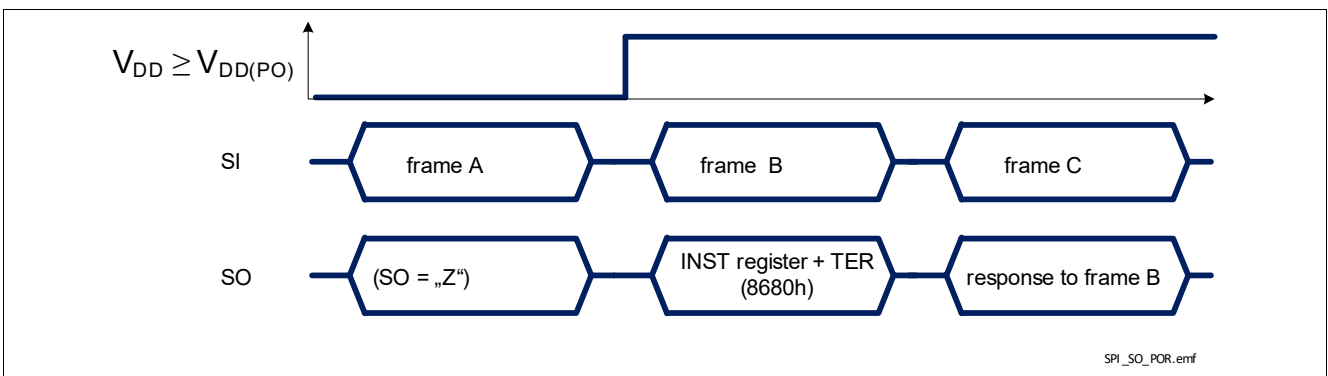 VDD ≥ VDD(PO)
SI
frame A
frame B
frame C
SO
(SO = „Z“)
INST register + TER
(8680h)
response to frame B
SPI_SO_POR.emf